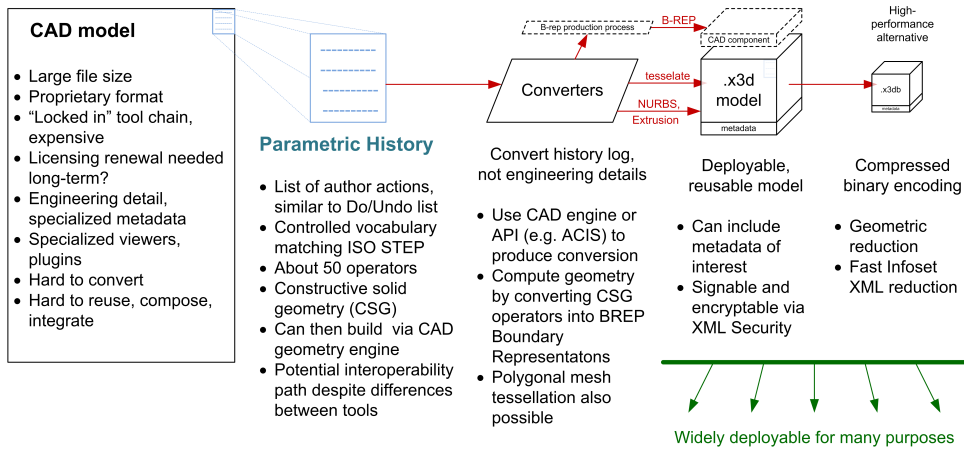 CAD model
• Large file size
• Proprietary format
• “Locked in” tool chain,
expensive
• Licensing renewal needed
long-term?
• Engineering detail,
specialized metadata
• Specialized viewers,
plugins
• Hard to convert
• Hard to reuse, compose,
integrate
Parametric History
• List of author actions,
similar to Do/Undo list
• Controlled vocabulary
matching ISO STEP
• About 50 operators
• Constructive solid
geometry (CSG)
• Can then build via CAD
geometry engine
• Potential interoperability
path despite differences
between tools
B-rep production process
B-REP
Converters
tesselate
NURBS,
Extrusion
Convert history log,
not engineering details
• Use CAD engine or
API (e.g. ACIS) to
produce conversion
• Compute geometry
by converting CSG
operators into BREP
Boundary
Representatons
• Polygonal mesh
tessellation also
possible
CAD component
.x3d
model
metadata
Deployable,
reusable model
• Can include
metadata of
interest
• Signable and
encryptable via
XML Security
High-
performance
alternative
.x3db
metadata
Compressed
binary encoding
• Geometric
reduction
• Fast Infoset
XML reduction
Widely deployable for many purposes